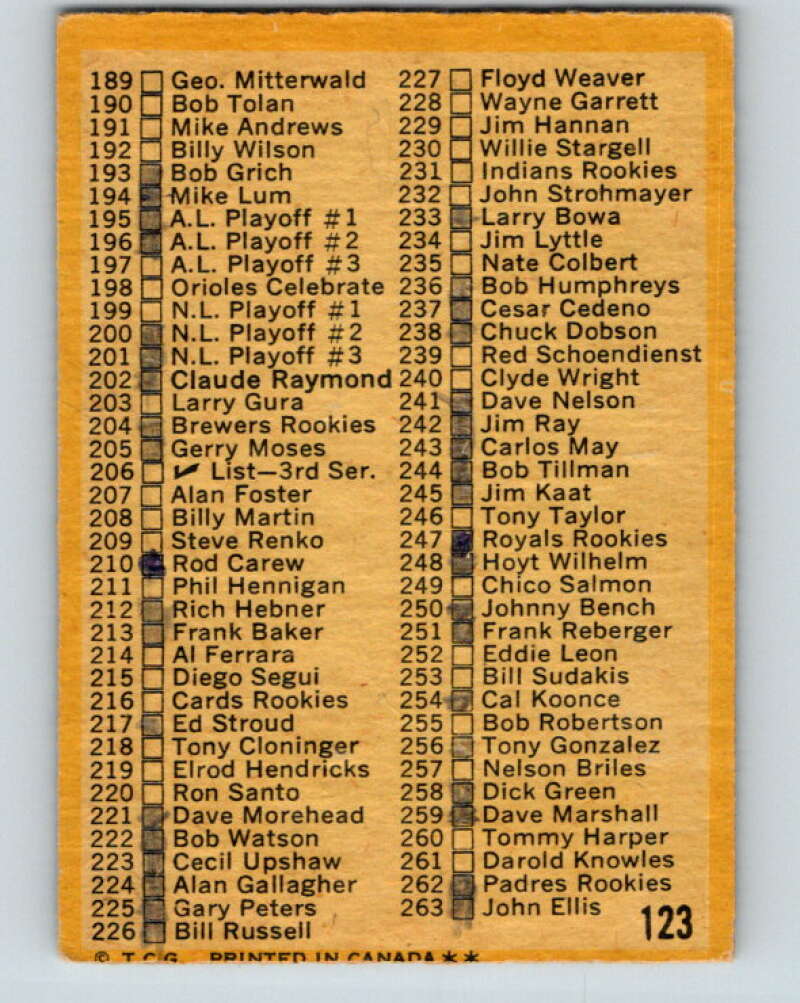 189 Geo. Mitterwald
190 Bob Tolan
191 Mike Andrews
192 Billy Wilson
193 Bob Grich
194 Mike Lum
195 A.L. Playoff #1
196 A.L. Playoff #2
197 A.L. Playoff #3
198 Orioles Celebrate
199 N.L. Playoff #1
200 N.L. Playoff #2
201 N.L. Playoff #3
202 Claude Raymond
203 Larry Gura
204 Brewers Rookies
205 Gerry Moses
206 ✔ List—3rd Ser.
207 Alan Foster
208 Billy Martin
209 Steve Renko
210 Rod Carew
211 Phil Hennigan
212 Rich Hebner
213 Frank Baker
214 Al Ferrara
215 Diego Segui
216 Cards Rookies
217 Ed Stroud
218 Tony Cloninger
219 Elrod Hendricks
220 Ron Santo
221 Dave Morehead
222 Bob Watson
223 Cecil Upshaw
224 Alan Gallagher
225 Gary Peters
226 Bill Russell
227 Floyd Weaver
228 Wayne Garrett
229 Jim Hannan
230 Willie Stargell
231 Indians Rookies
232 John Strohmayer
233 Larry Bowa
234 Jim Lyttle
235 Nate Colbert
236 Bob Humphreys
237 Cesar Cedeno
238 Chuck Dobson
239 Red Schoendienst
240 Clyde Wright
241 Dave Nelson
242 Jim Ray
243 Carlos May
244 Bob Tillman
245 Jim Kaat
246 Tony Taylor
247 Royals Rookies
248 Hoyt Wilhelm
249 Chico Salmon
250 Johnny Bench
251 Frank Reberger
252 Eddie Leon
253 Bill Sudakis
254 Cal Koonce
255 Bob Robertson
256 Tony Gonzalez
257 Nelson Briles
258 Dick Green
259 Dave Marshall
260 Tommy Harper
261 Darold Knowles
262 Padres Rookies
263 John Ellis
123
© T.C.G. PRINTED IN CANADA **